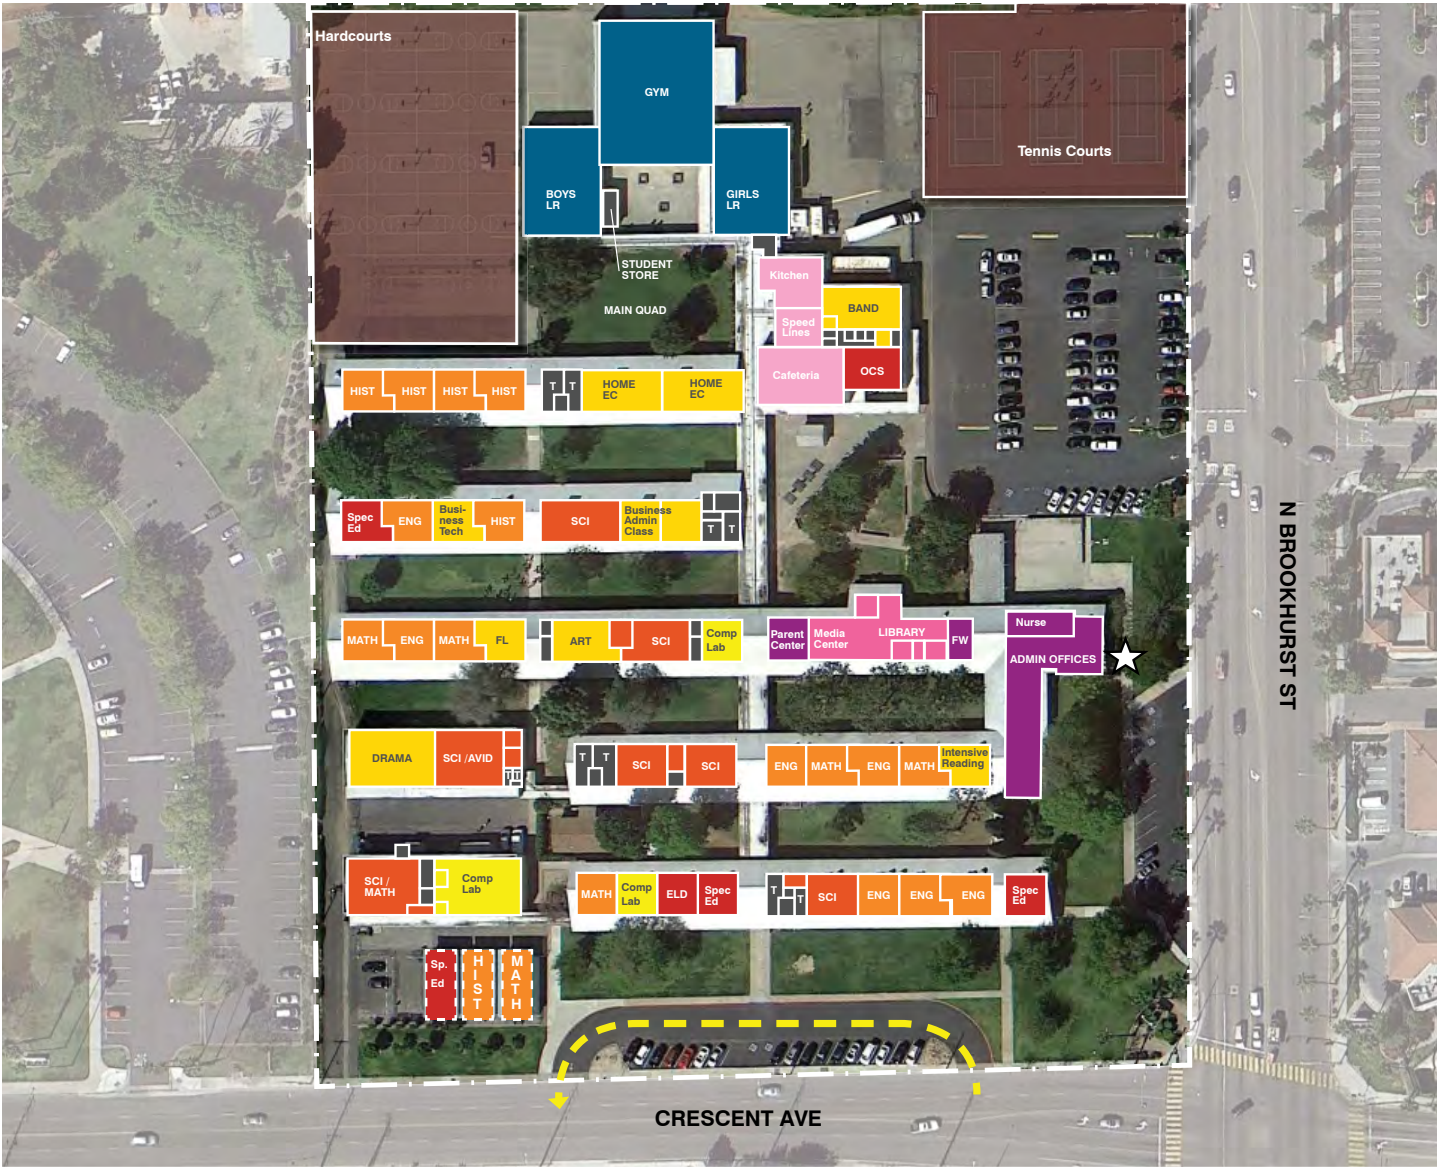 Hardcourts
GYM
Tennis Courts
BOYS
LR
GIRLS
LR
STUDENT
STORE
MAIN QUAD
Kitchen
BAND
Speed
Lines
Cafeteria
OCS
HIST
HIST
HIST
HIST
T
T
HOME
EC
HOME
EC
Spec
Ed
ENG
Busi-
ness
Tech
HIST
SCI
Business
Admin
Class
T
T
N BROOKHURST ST
MATH
ENG
MATH
FL
ART
SCI
Comp
Lab
Parent
Center
Media
Center
LIBRARY
FW
Nurse
ADMIN OFFICES
DRAMA
SCI /AVID
T
T
T
T
SCI
SCI
ENG
MATH
ENG
MATH
Intensive
Reading
SCI /
MATH
Comp
Lab
MATH
Comp
Lab
ELD
Spec
Ed
T
T
SCI
ENG
ENG
ENG
Spec
Ed
Sp.
Ed
HIST
MATH
CRESCENT AVE